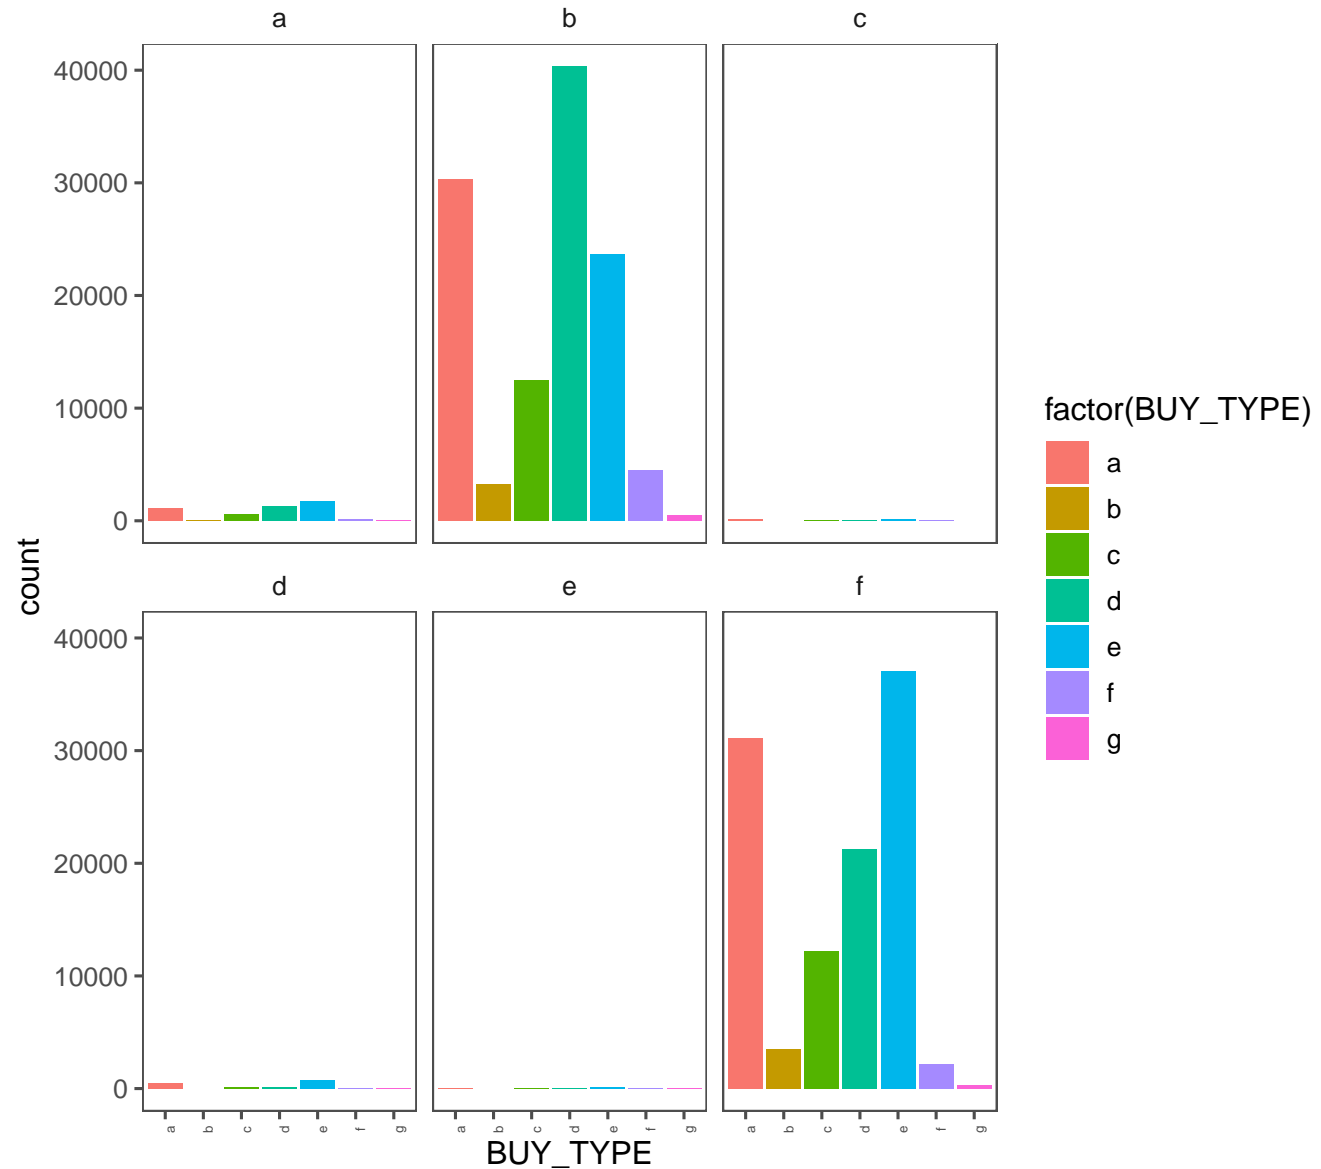 a b c
40000
30000
20000
10000
0
count
d e f
40000
30000
20000
10000
0
a b c d e f g a b c d e f g a b c d e f g
BUY_TYPE
factor(BUY_TYPE)
a
b
c
d
e
f
g